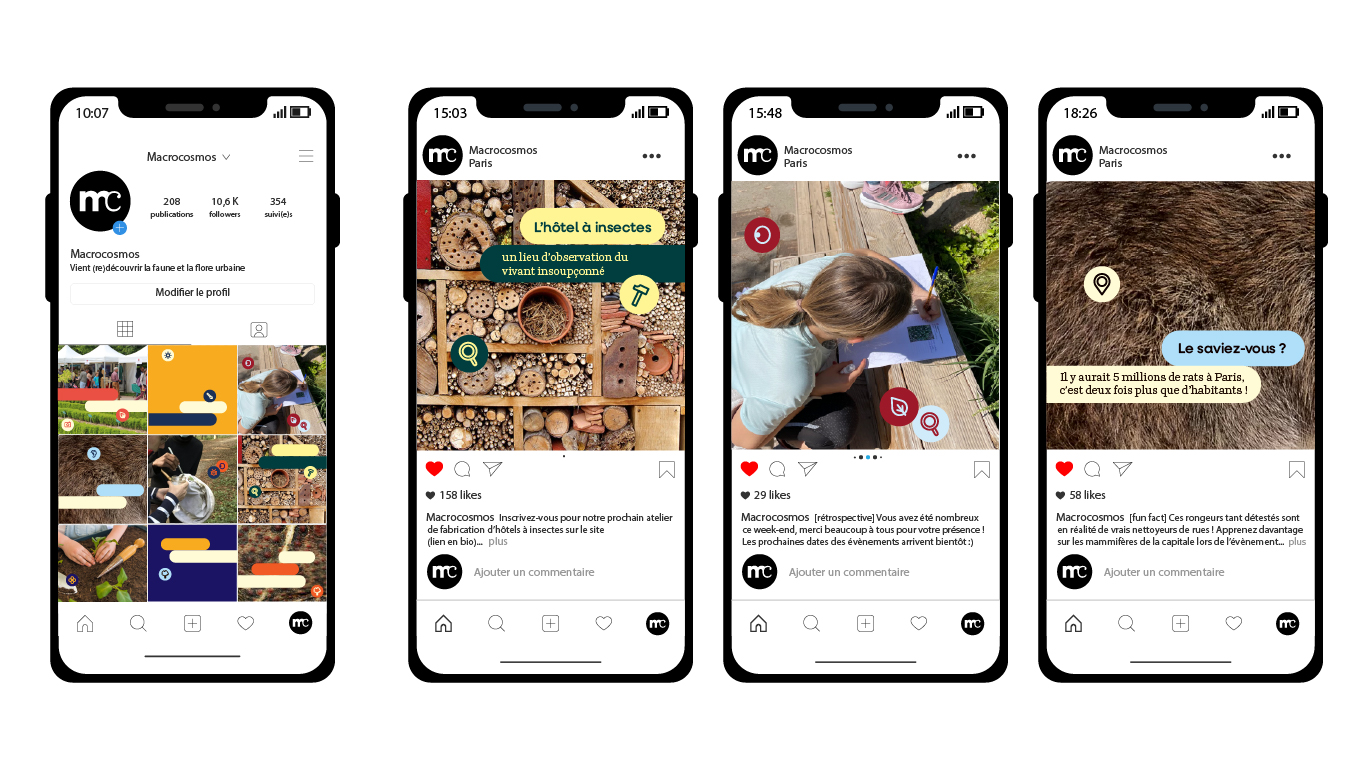 10:07
Macrocosmos
mc
208
10,6 K
354
publications
followers
suivi(e)s
Macrocosmos
Vient (re)découvrir la faune et la flore urbaine
Modifier le profil
mc
15:03
mc
Macrocosmos
Paris
L'hôtel à insectes
un lieu d'observation du
vivant insoupçonné
158 likes
Macrocosmos Inscrivez-vous pour notre prochain atelier
de fabrication d'hôtels à insectes sur le site
(lien en bio)... plus
mc
Ajouter un commentaire
mc
15:48
mc
Macrocosmos
Paris
29 likes
Macrocosmos [rétrospective] Vous avez été nombreux
ce week-end, merci beaucoup à tous pour votre présence !
Les prochaines dates des évènements arrivent bientôt :)
mc
Ajouter un commentaire
mc
18:26
mc
Macrocosmos
Paris
Le saviez-vous ?
Il y aurait 5 millions de rats à Paris,
c'est deux fois plus que d'habitants !
58 likes
Macrocosmos [fun fact] Ces rongeurs tant détestés sont
en réalité de vrais nettoyeurs de rues ! Apprenez davantage
sur les mammifères de la capitale lors de l'évènement... plus
mc
Ajouter un commentaire
mc